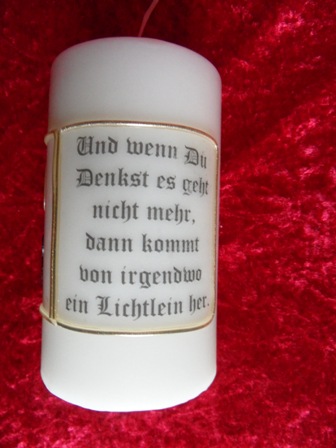 Und wenn Du
Denkst es geht
nicht mehr,
dann kommt
von irgendwo
ein Lichtlein her.